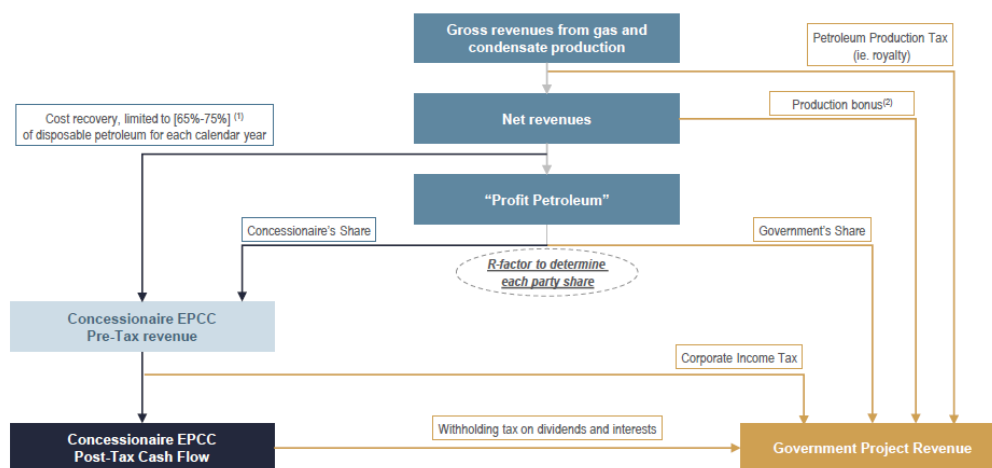 Gross revenues from gas and
condensate production
Petroleum Production Tax
(ie. royalty)
Cost recovery, limited to [65%-75%] (1)
of disposable petroleum for each calendar year
Net revenues
Production bonus(2)
“Profit Petroleum”
Concessionaire's Share
Government's Share
R-factor to determine
each party share
Concessionaire EPCC
Pre-Tax revenue
Corporate Income Tax
Concessionaire EPCC
Post-Tax Cash Flow
Withholding tax on dividends and interests
Government Project Revenue